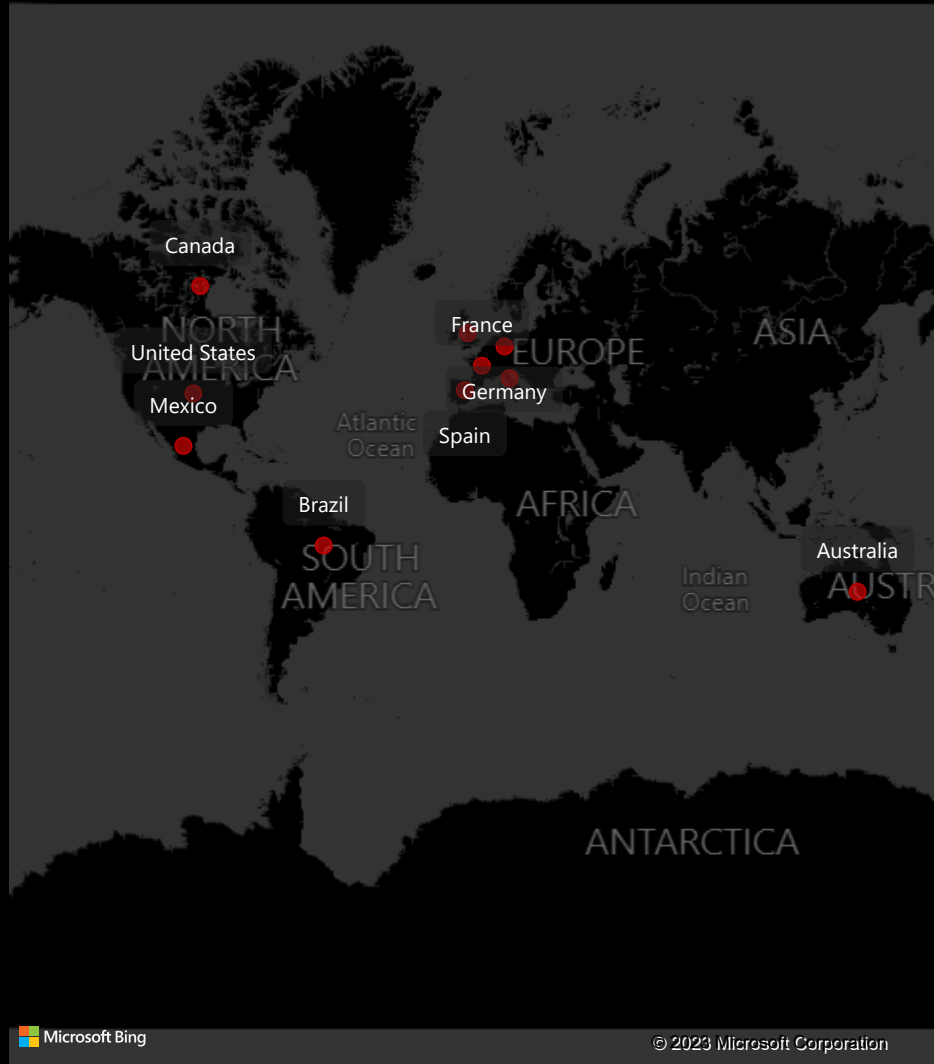 Canada
NORTH
AMERICA
United States
Mexico
France
EUROPE
ASIA
Germany
Atlantic
Ocean
Spain
AFRICA
Brazil
SOUTH
AMERICA
Australia
AUSTR
Indian
Ocean
ANTARCTICA
Microsoft Bing
© 2023 Microsoft Corporation